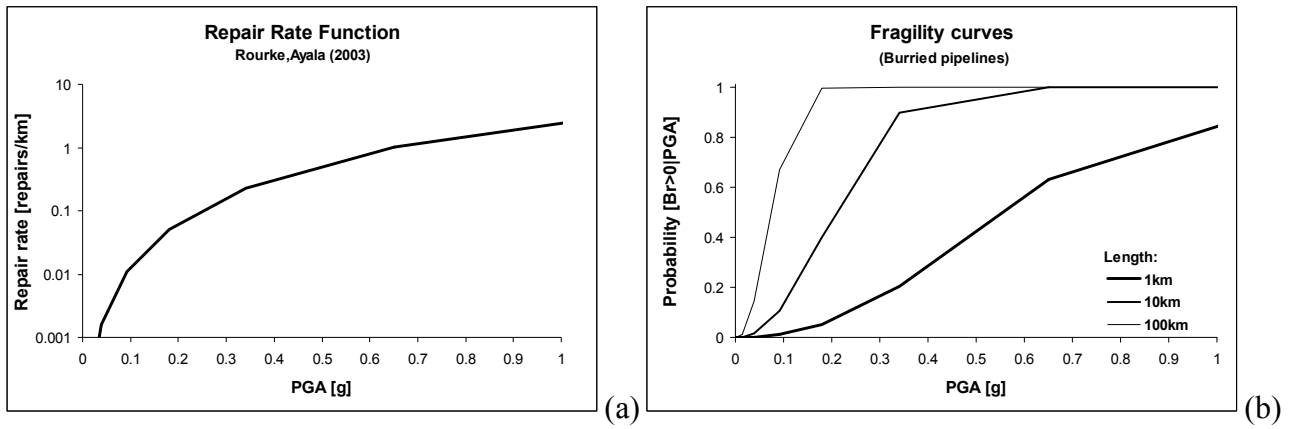 Repair Rate Function
Rourke,Ayala (2003)
Repair rate [repairs/km]
10
1
0.1
0.01
0.001
0 0.1 0.2 0.3 0.4 0.5 0.6 0.7 0.8 0.9 1
PGA [g]
(a)
Fragility curves
(Burried pipelines)
Probability [Br>0|PGA]
1
0.8
0.6
0.4
0.2
0
Length:
1km
10km
100km
0 0.1 0.2 0.3 0.4 0.5 0.6 0.7 0.8 0.9 1
PGA [g]
(b)